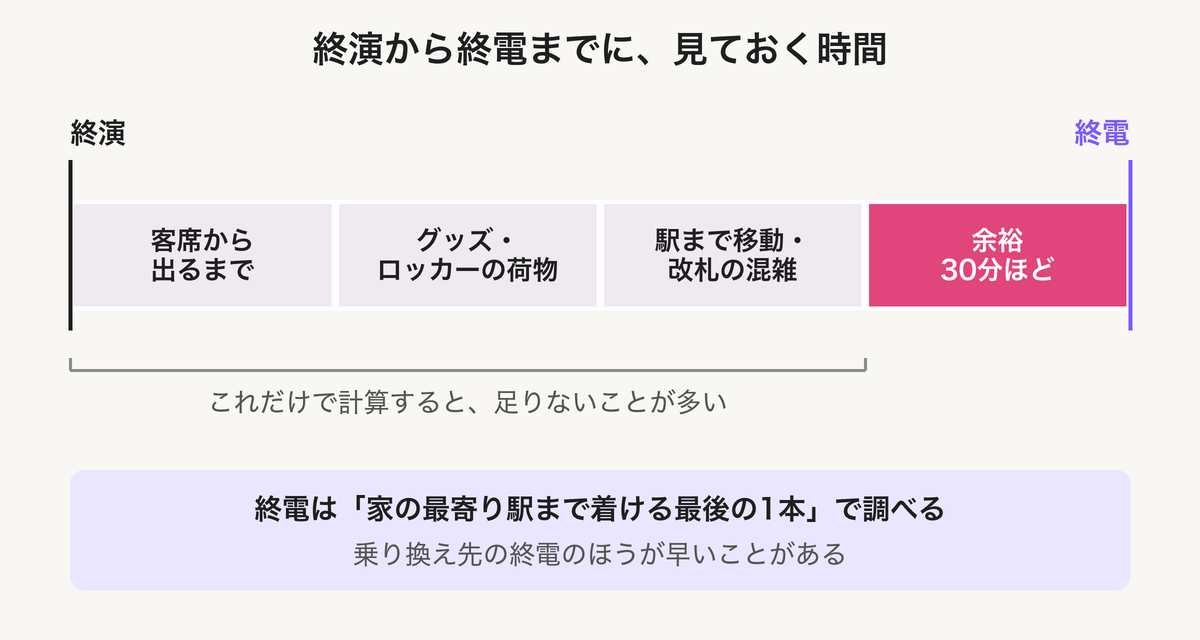 終演から終電までに、見ておく時間
終演
終電
客席から
出るまで
グッズ・
ロッカーの荷物
駅まで移動・
改札の混雑
余裕
30分ほど
これだけで計算すると、足りないことが多い
終電は「家の最寄り駅まで着ける最後の1本」で調べる
乗り換え先の終電のほうが早いことがある